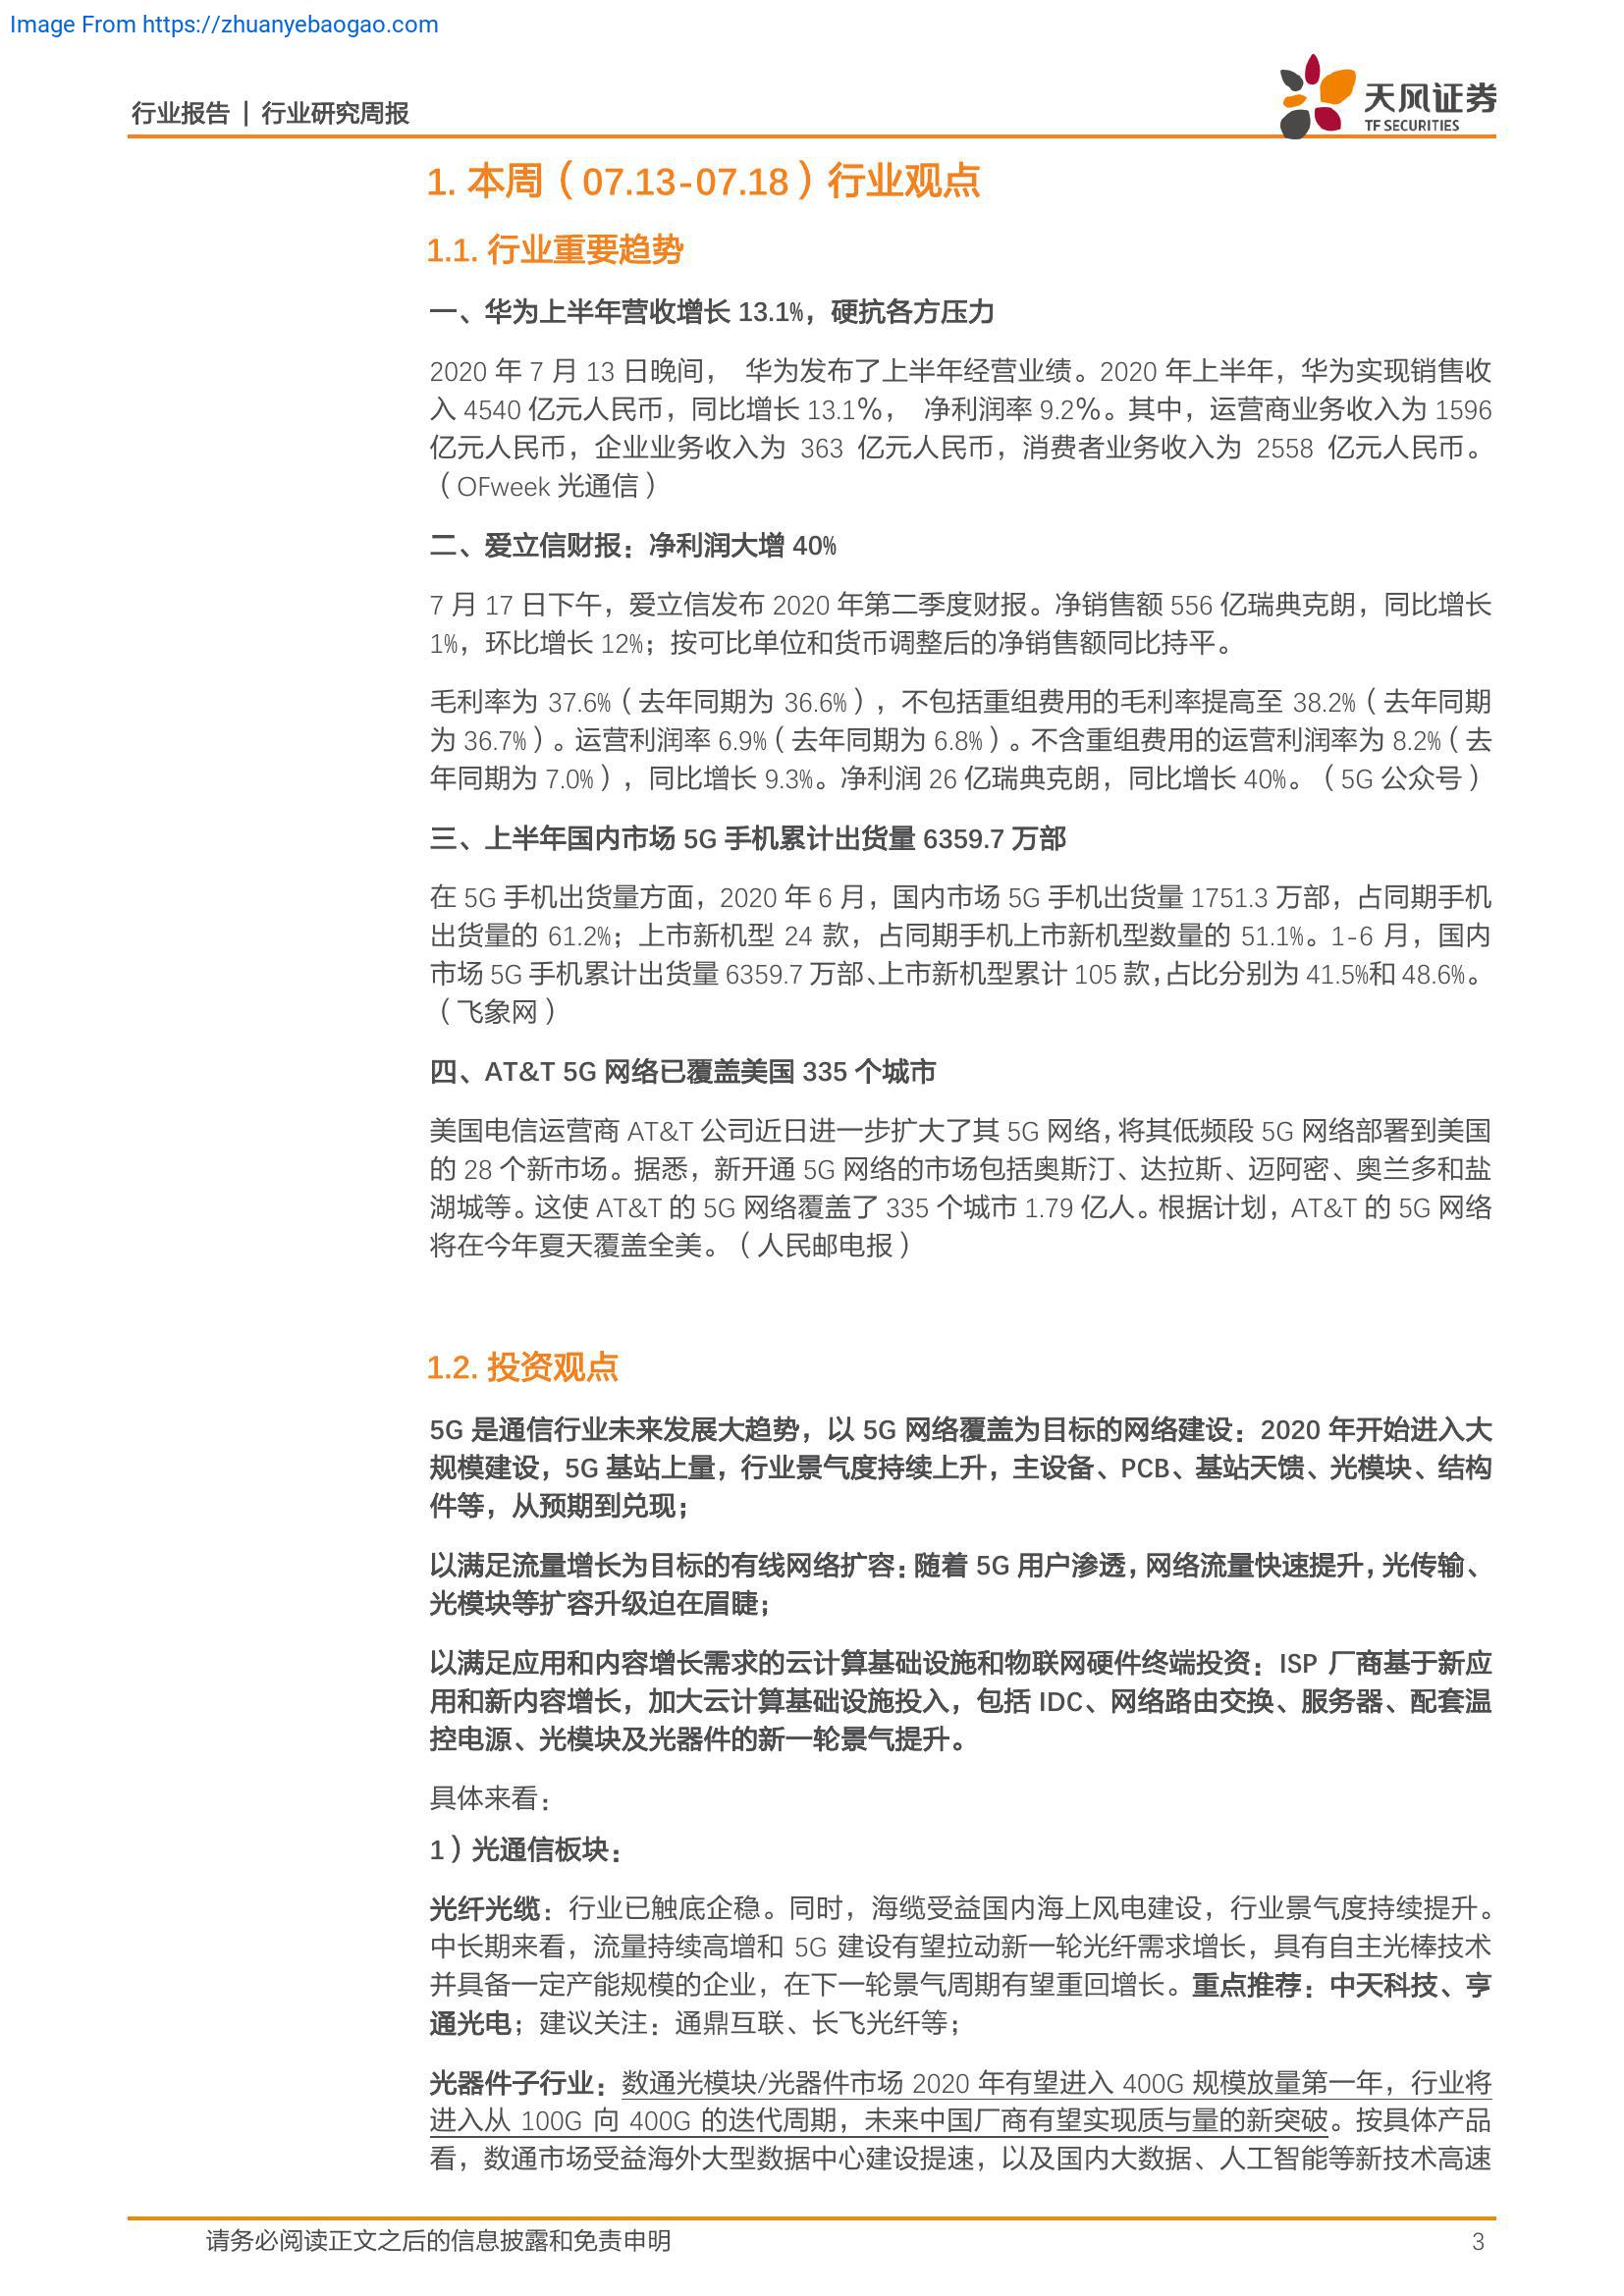 Image From https://zhuanyebaogao.com
行业报告 | 行业研究周报
天风证券
TF SECURITIES
1. 本周（07.13-07.18）行业观点
1.1. 行业重要趋势
一、华为上半年营收增长 13.1%，硬抗各方压力
2020 年 7 月 13 日晚间， 华为发布了上半年经营业绩。2020 年上半年，华为实现销售收
入 4540 亿元人民币，同比增长 13.1%， 净利润率 9.2%。其中，运营商业务收入为 1596
亿元人民币，企业业务收入为 363 亿元人民币，消费者业务收入为 2558 亿元人民币。
（OFweek 光通信）
二、爱立信财报：净利润大增 40%
7 月 17 日下午，爱立信发布 2020 年第二季度财报。净销售额 556 亿瑞典克朗，同比增长
1%，环比增长 12%；按可比单位和货币调整后的净销售额同比持平。
毛利率为 37.6%（去年同期为 36.6%），不包括重组费用的毛利率提高至 38.2%（去年同期
为 36.7%）。运营利润率 6.9%（去年同期为 6.8%）。不含重组费用的运营利润率为 8.2%（去
年同期为 7.0%），同比增长 9.3%。净利润 26 亿瑞典克朗，同比增长 40%。（5G 公众号）
三、上半年国内市场 5G 手机累计出货量 6359.7 万部
在 5G 手机出货量方面，2020 年 6 月，国内市场 5G 手机出货量 1751.3 万部，占同期手机
出货量的 61.2%；上市新机型 24 款，占同期手机上市新机型数量的 51.1%。1-6 月，国内
市场 5G 手机累计出货量 6359.7 万部、上市新机型累计 105 款，占比分别为 41.5%和 48.6%。
（飞象网）
四、AT&T 5G 网络已覆盖美国 335 个城市
美国电信运营商 AT&T 公司近日进一步扩大了其 5G 网络，将其低频段 5G 网络部署到美国
的 28 个新市场。据悉，新开通 5G 网络的市场包括奥斯汀、达拉斯、迈阿密、奥兰多和盐
湖城等。这使 AT&T 的 5G 网络覆盖了 335 个城市 1.79 亿人。根据计划，AT&T 的 5G 网络
将在今年夏天覆盖全美。（人民邮电报）
1.2. 投资观点
5G 是通信行业未来发展大趋势，以 5G 网络覆盖为目标的网络建设：2020 年开始进入大
规模建设，5G 基站上量，行业景气度持续上升，主设备、PCB、基站天馈、光模块、结构
件等，从预期到兑现；
以满足流量增长为目标的有线网络扩容：随着 5G 用户渗透，网络流量快速提升，光传输、
光模块等扩容升级迫在眉睫；
以满足应用和内容增长需求的云计算基础设施和物联网硬件终端投资：ISP 厂商基于新应
用和新内容增长，加大云计算基础设施投入，包括 IDC、网络路由交换、服务器、配套温
控电源、光模块及光器件的新一轮景气提升。
具体来看：
1）光通信板块：
光纤光缆：行业已触底企稳。同时，海缆受益国内海上风电建设，行业景气度持续提升。
中长期来看，流量持续高增和 5G 建设有望拉动新一轮光纤需求增长，具有自主光棒技术
并具备一定产能规模的企业，在下一轮景气周期有望重回增长。重点推荐：中天科技、亨
通光电；建议关注：通鼎互联、长飞光纤等；
光器件子行业：数通光模块/光器件市场 2020 年有望进入 400G 规模放量第一年，行业将
进入从 100G 向 400G 的迭代周期，未来中国厂商有望实现质与量的新突破。按具体产品
看，数通市场受益海外大型数据中心建设提速，以及国内大数据、人工智能等新技术高速
请务必阅读正文之后的信息披露和免责申明
3